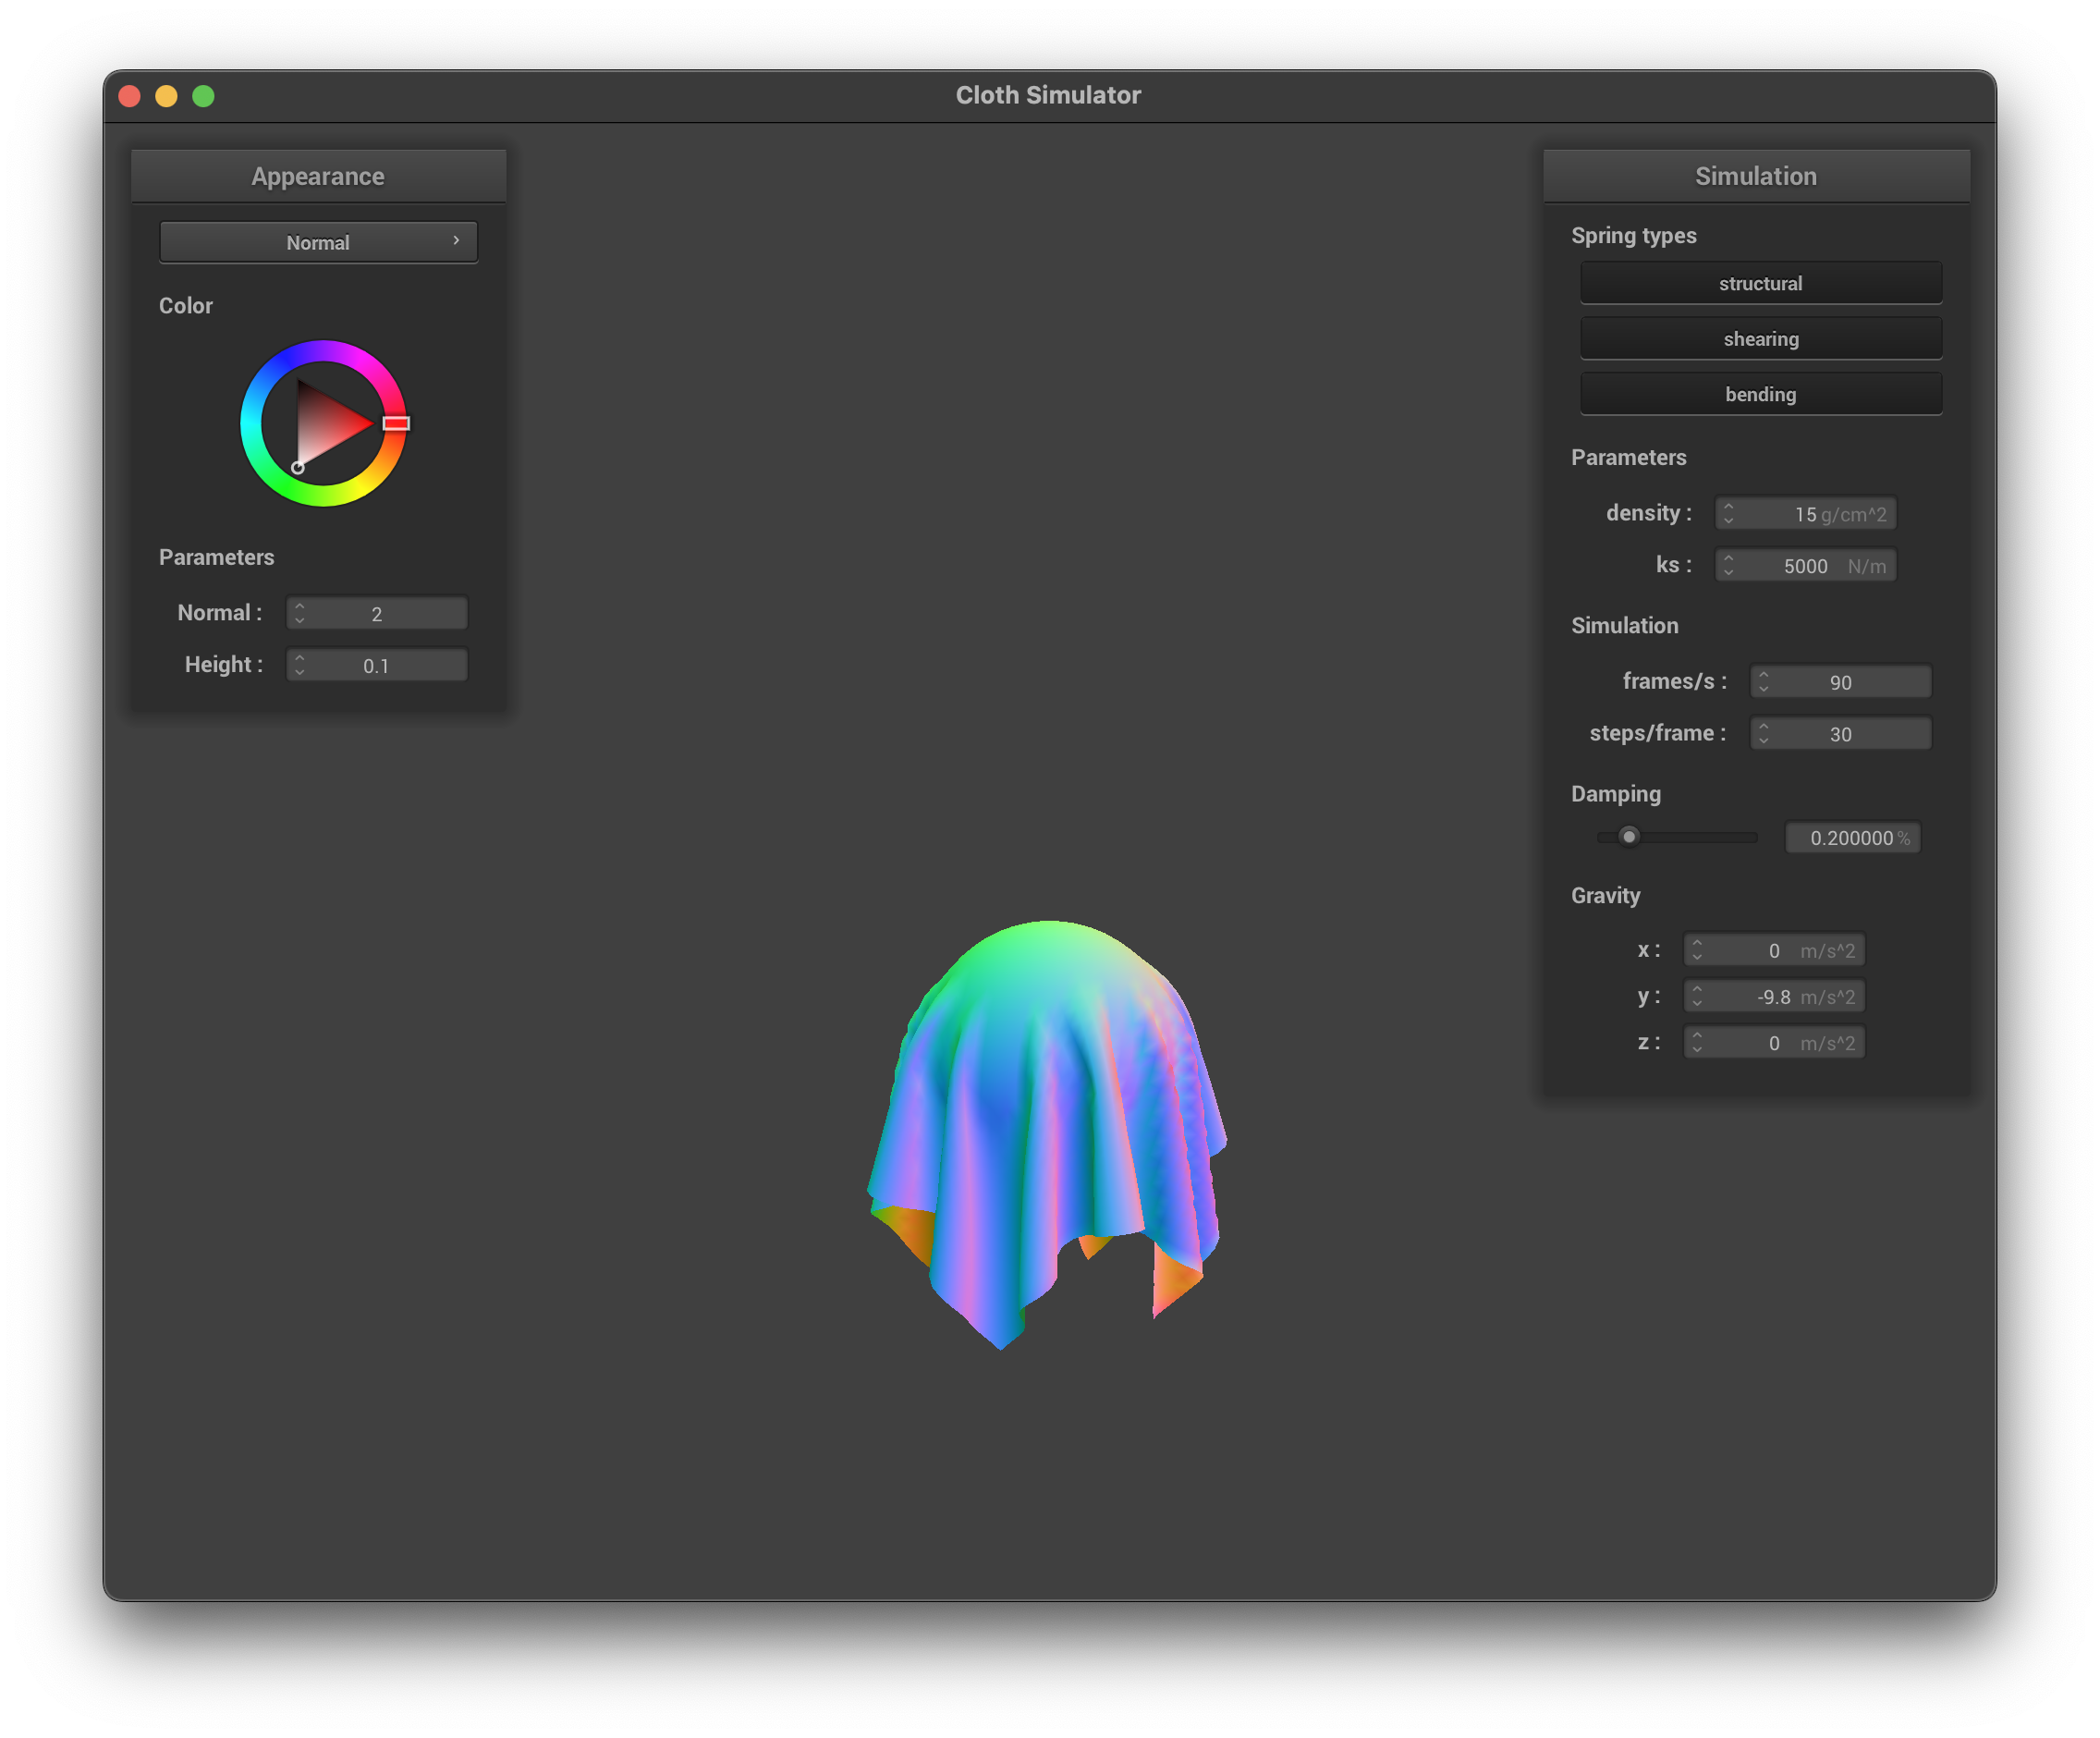 Cloth Simulator
Appearance
Normal
Color
Parameters
Normal : 2
Height : 0.1
Simulation
Spring types
structural
shearing
bending
Parameters
density : 15 g/cm^2
ks : 5000 N/m
Simulation
frames/s : 90
steps/frame : 30
Damping
0.200000 %
Gravity
x : 0 m/s^2
y : -9.8 m/s^2
z : 0 m/s^2